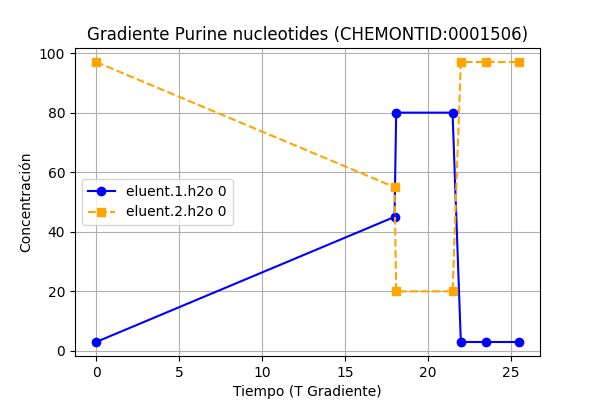 Gradiente Purine nucleotides (CHEMONTID:0001506)
100
80
60
40
20
0
Concentración
eluent.1.h2o 0
eluent.2.h2o 0
0 5 10 15 20 25
Tiempo (T Gradiente)